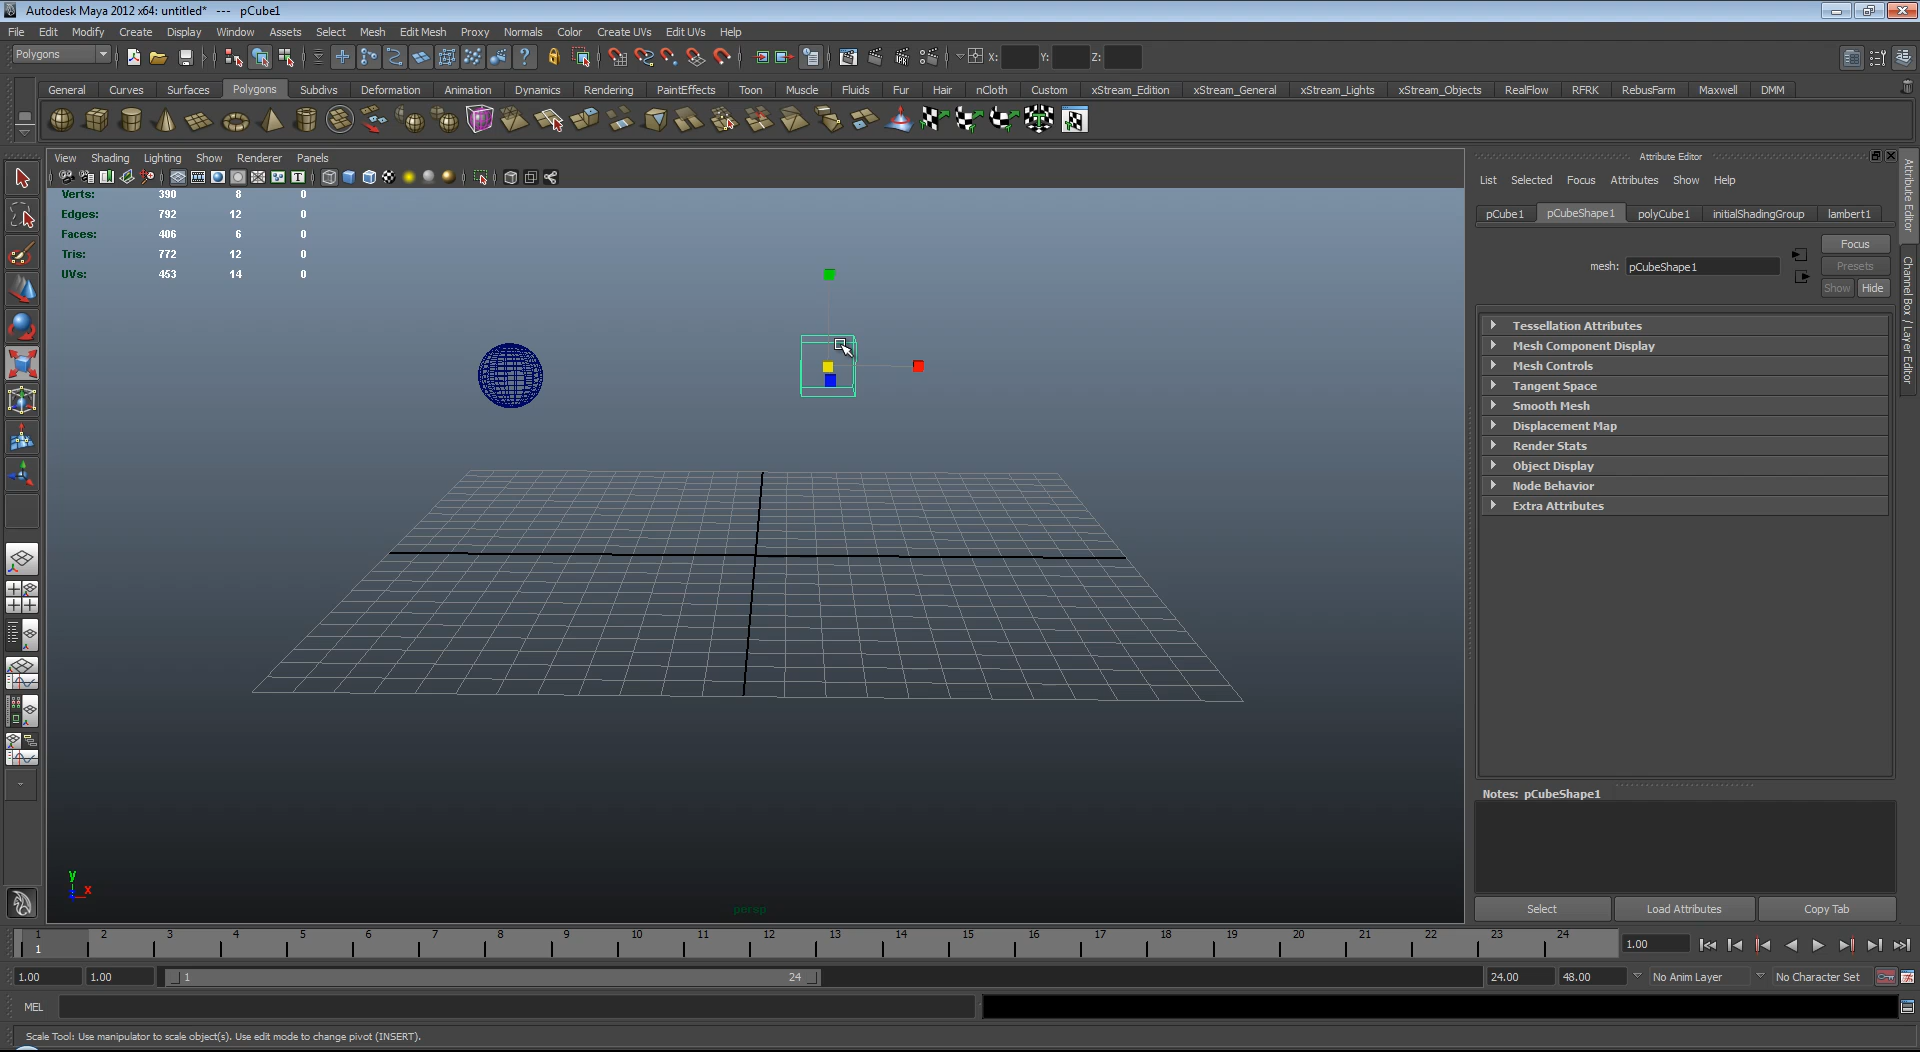 Autodesk Maya 2012 x64: untitled* --- pCube1
File Edit Modify Create Display Window Assets Select Mesh Edit Mesh Proxy Normals Color Create UVs Edit UVs Help
Polygons X: Y: Z:
General Curves Surfaces Polygons Subdivs Deformation Animation Dynamics Rendering PaintEffects Toon Muscle Fluids Fur Hair nCloth Custom xStream_Edition xStream_General xStream_Lights xStream_Objects RealFlow RFRK RebusFarm Maxwell DMM
View Shading Lighting Show Renderer Panels
Verts: 390 8 0
Edges: 792 12 0
Faces: 406 6 0
Tris: 772 12 0
UVs: 453 14 0
y
x
persp
Attribute Editor
List Selected Focus Attributes Show Help
pCube1 pCubeShape1 polyCube1 initialShadingGroup lambert1
Focus
mesh: pCubeShape1
Presets
Show Hide
Tessellation Attributes
Mesh Component Display
Mesh Controls
Tangent Space
Smooth Mesh
Displacement Map
Render Stats
Object Display
Node Behavior
Extra Attributes
Notes: pCubeShape1
Select Load Attributes Copy Tab
Attribute Editor
Channel Box / Layer Editor
1 2 3 4 5 6 7 8 9 10 11 12 13 14 15 16 17 18 19 20 21 22 23 24
1
1.00
1.00 1.00 1 24 24.00 48.00 No Anim Layer No Character Set
MEL
Scale Tool: Use manipulator to scale object(s). Use edit mode to change pivot (INSERT).